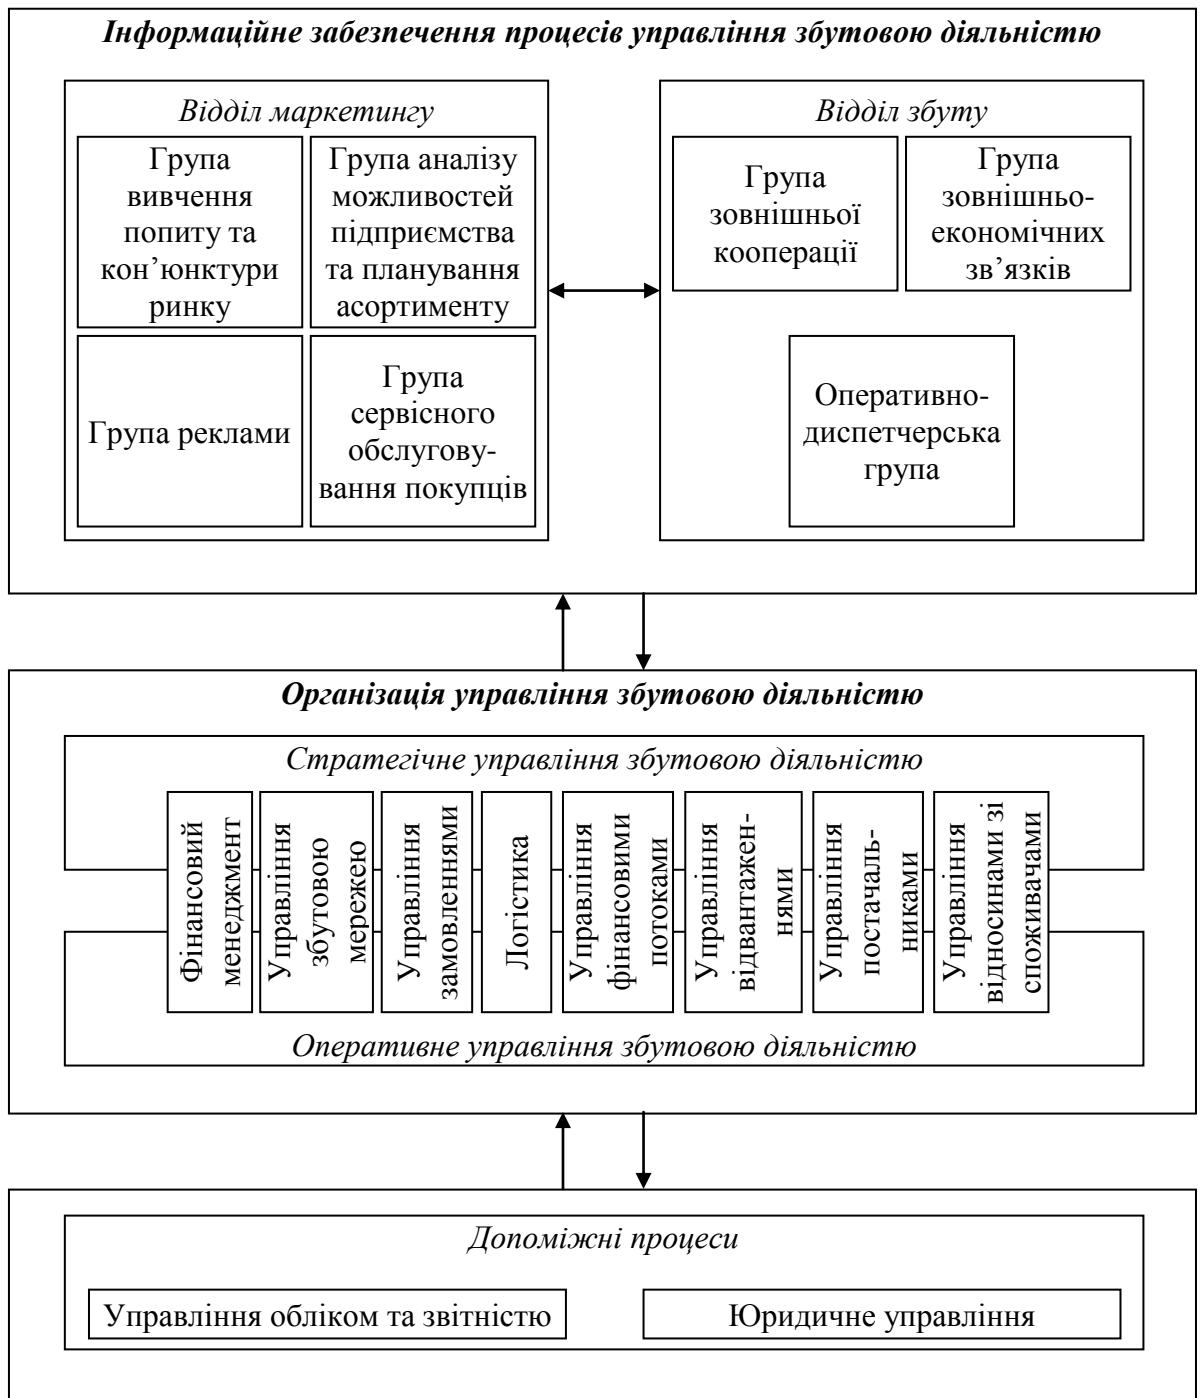 Інформаційне забезпечення процесів управління збутовою діяльністю
Відділ маркетингу
Група
вивчення
попиту та
кон’юнктури
ринку
Група аналізу
можливостей
підприємства
та планування
асортименту
Група реклами
Група
сервісного
обслугову-
вання покупців
Відділ збуту
Група
зовнішньої
кооперації
Група
зовнішньо-
економічних
зв’язків
Оперативно-
диспетчерська
група
Організація управління збутовою діяльністю
Стратегічне управління збутовою діяльністю
Фінансовий
менеджмент
Управління
збутовою
мережею
Управління
замовленнями
Логістика
Управління
фінансовими
потоками
Управління
відвантажен-
нями
Управління
постачаль-
никами
Управління
відносинами зі
споживачами
Оперативне управління збутовою діяльністю
Допоміжні процеси
Управління обліком та звітністю
Юридичне управління